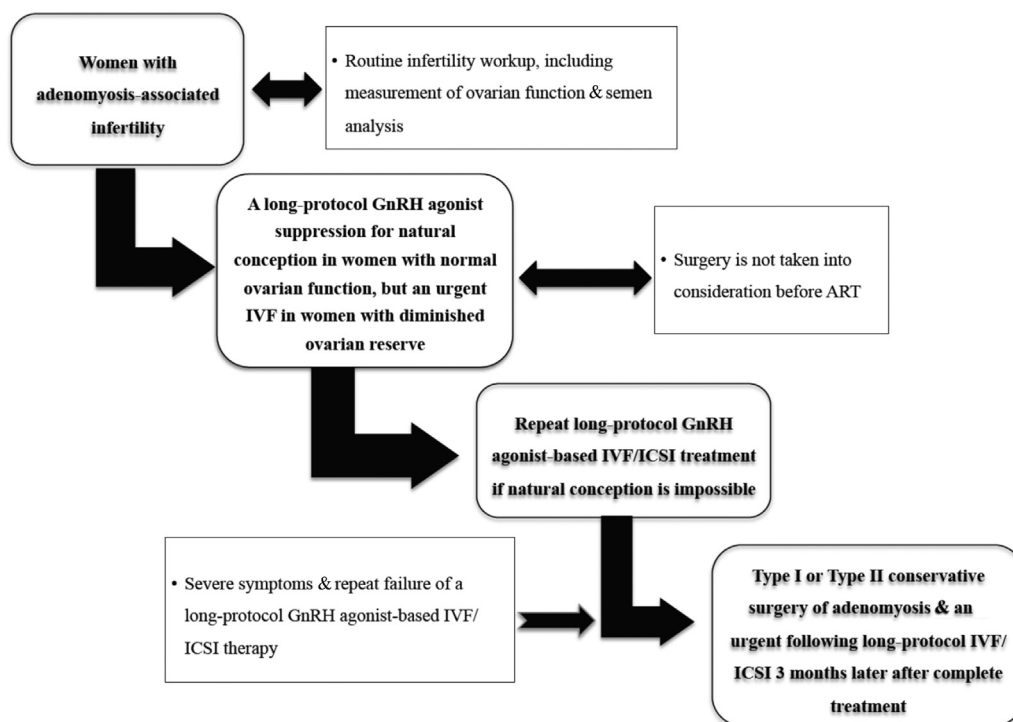 Women with
adenomyosis-associated
infertility
• Routine infertility workup, including
measurement of ovarian function & semen
analysis
A long-protocol GnRH agonist
suppression for natural
conception in women with normal
ovarian function, but an urgent
IVF in women with diminished
ovarian reserve
• Surgery is not taken into
consideration before ART
Repeat long-protocol GnRH
agonist-based IVF/ICSI treatment
if natural conception is impossible
• Severe symptoms & repeat failure of a
long-protocol GnRH agonist-based IVF/
ICSI therapy
Type I or Type II conservative
surgery of adenomyosis & an
urgent following long-protocol IVF/
ICSI 3 months later after complete
treatment